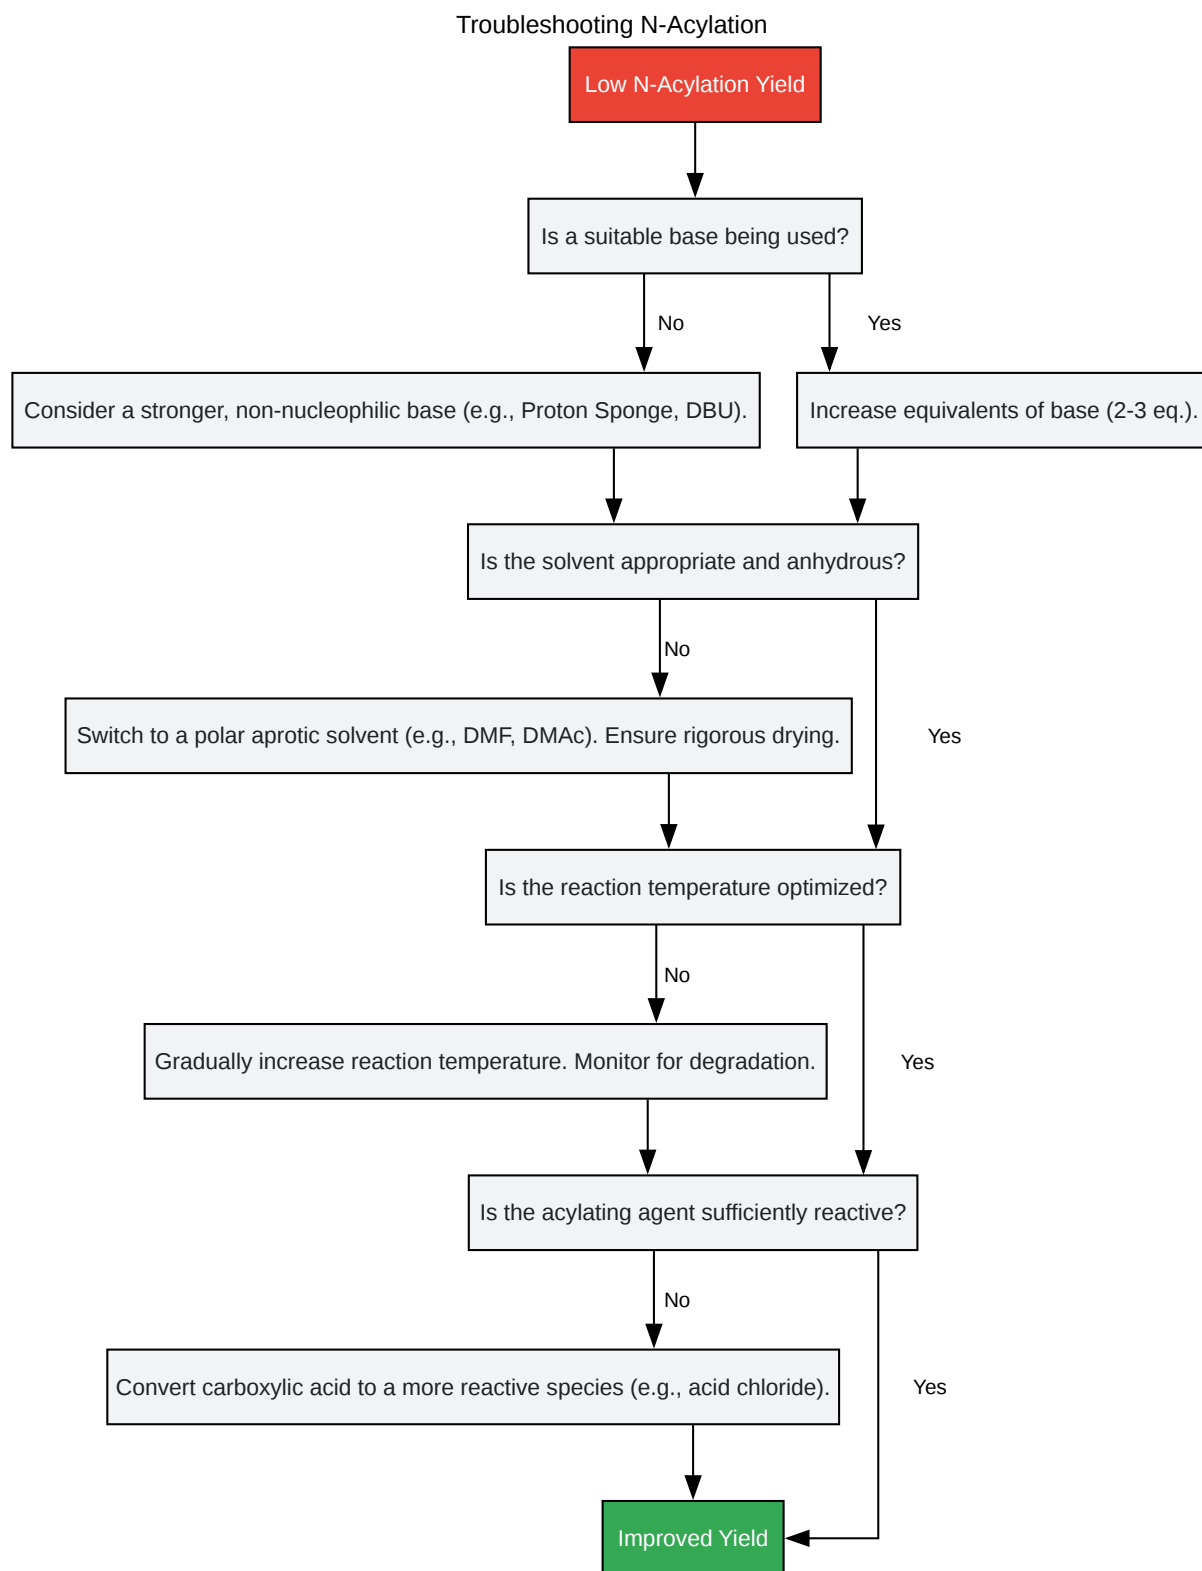 Troubleshooting N-Acylation
Low N-Acylation Yield
Is a suitable base being used?
No
Yes
Consider a stronger, non-nucleophilic base (e.g., Proton Sponge, DBU).
Increase equivalents of base (2-3 eq.).
Is the solvent appropriate and anhydrous?
No
Switch to a polar aprotic solvent (e.g., DMF, DMAc). Ensure rigorous drying.
Yes
Is the reaction temperature optimized?
No
Gradually increase reaction temperature. Monitor for degradation.
Yes
Is the acylating agent sufficiently reactive?
No
Convert carboxylic acid to a more reactive species (e.g., acid chloride).
Yes
Improved Yield